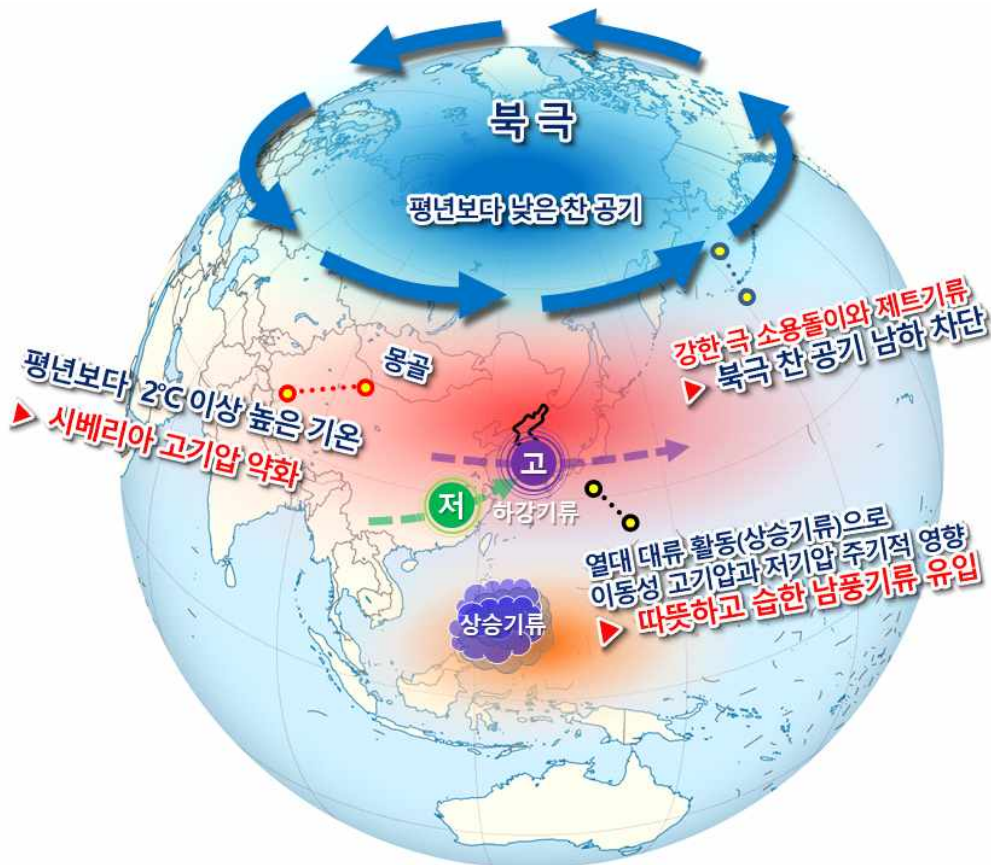 북극
평년보다 낮은 찬 공기
강한 극 소용돌이와 제트기류
▶ 북극 찬 공기 남하 차단
몽골
평년보다 2℃ 이상 높은 기온
▶ 시베리아 고기압 약화
고
저
하강기류
열대 대류 활동(상승기류)으로
이동성 고기압과 저기압 주기적 영향
▶ 따뜻하고 습한 남풍기류 유입
상승기류